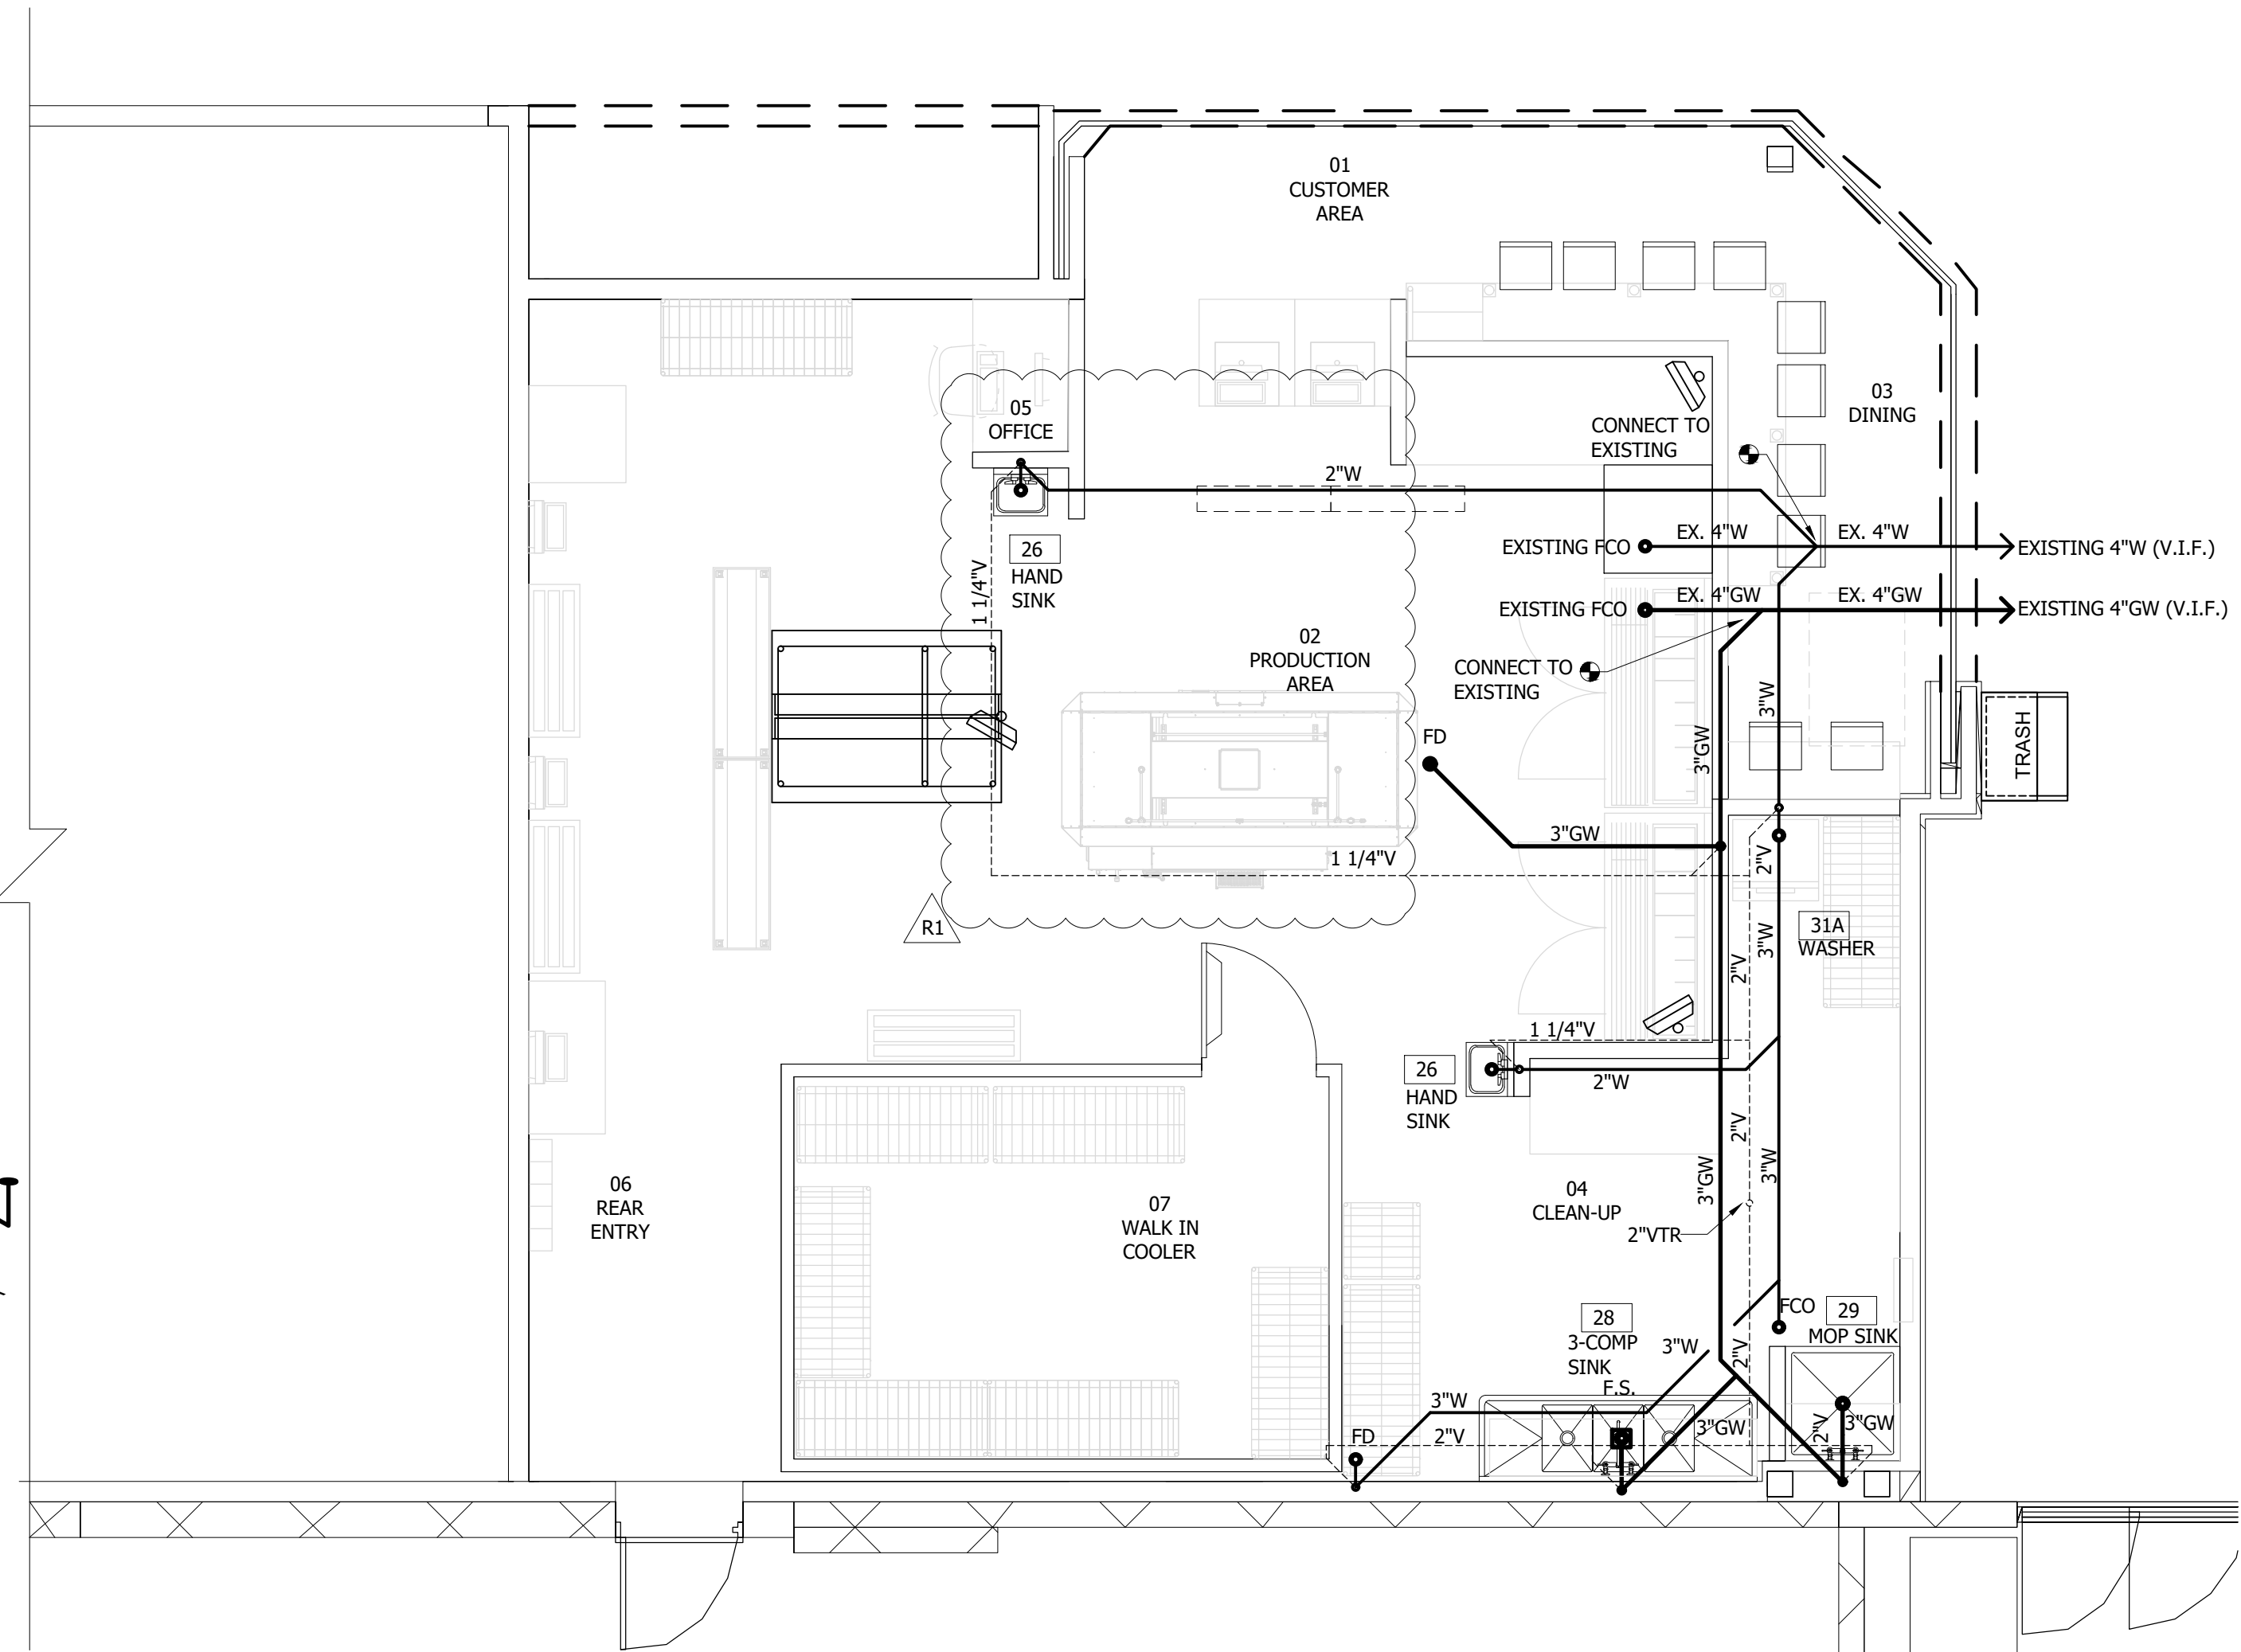 01
CUSTOMER
AREA
03
DINING
05
OFFICE
CONNECT TO
EXISTING
2"W
26
HAND
SINK
1 1/4"V
EXISTING FCO
EX. 4"W
EX. 4"W
EXISTING 4"W (V.I.F.)
EXISTING FCO
EX. 4"GW
EX. 4"GW
EXISTING 4"GW (V.I.F.)
02
PRODUCTION
AREA
CONNECT TO
EXISTING
3"W
3"GW
FD
TRASH
3"GW
1 1/4"V
2"V
R1
31A
WASHER
3"W
2"V
1 1/4"V
26
HAND
SINK
2"W
2"V
3"W
3"GW
06
REAR
ENTRY
07
WALK IN
COOLER
04
CLEAN-UP
2"VTR
28
3-COMP
SINK
F.S.
3"W
2"V
FCO
29
MOP SINK
3"W
FD
2"V
3"GW
2"V
3"GW